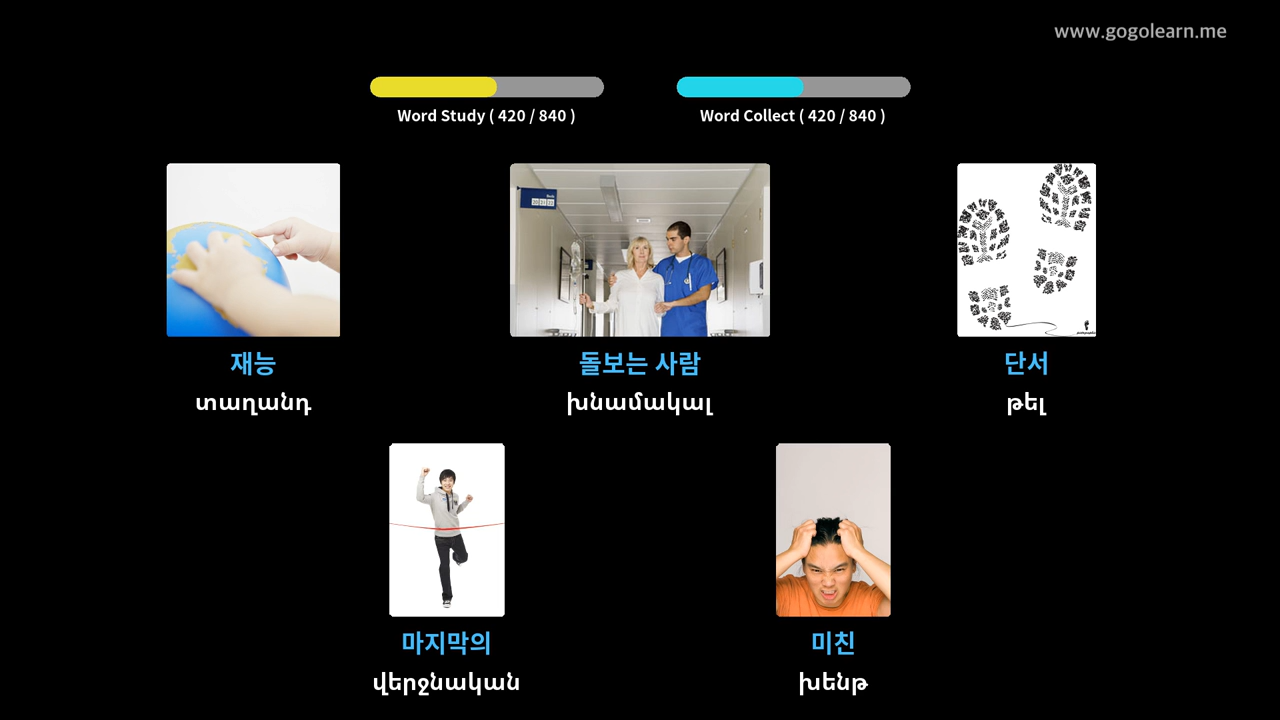 www.gogolearn.me
Word Study ( 420 / 840 )
Word Collect ( 420 / 840 )
재능
տաղանդ
돌보는 사람
խնամակալ
단서
թել
마지막의
վերջնական
미친
խենթ